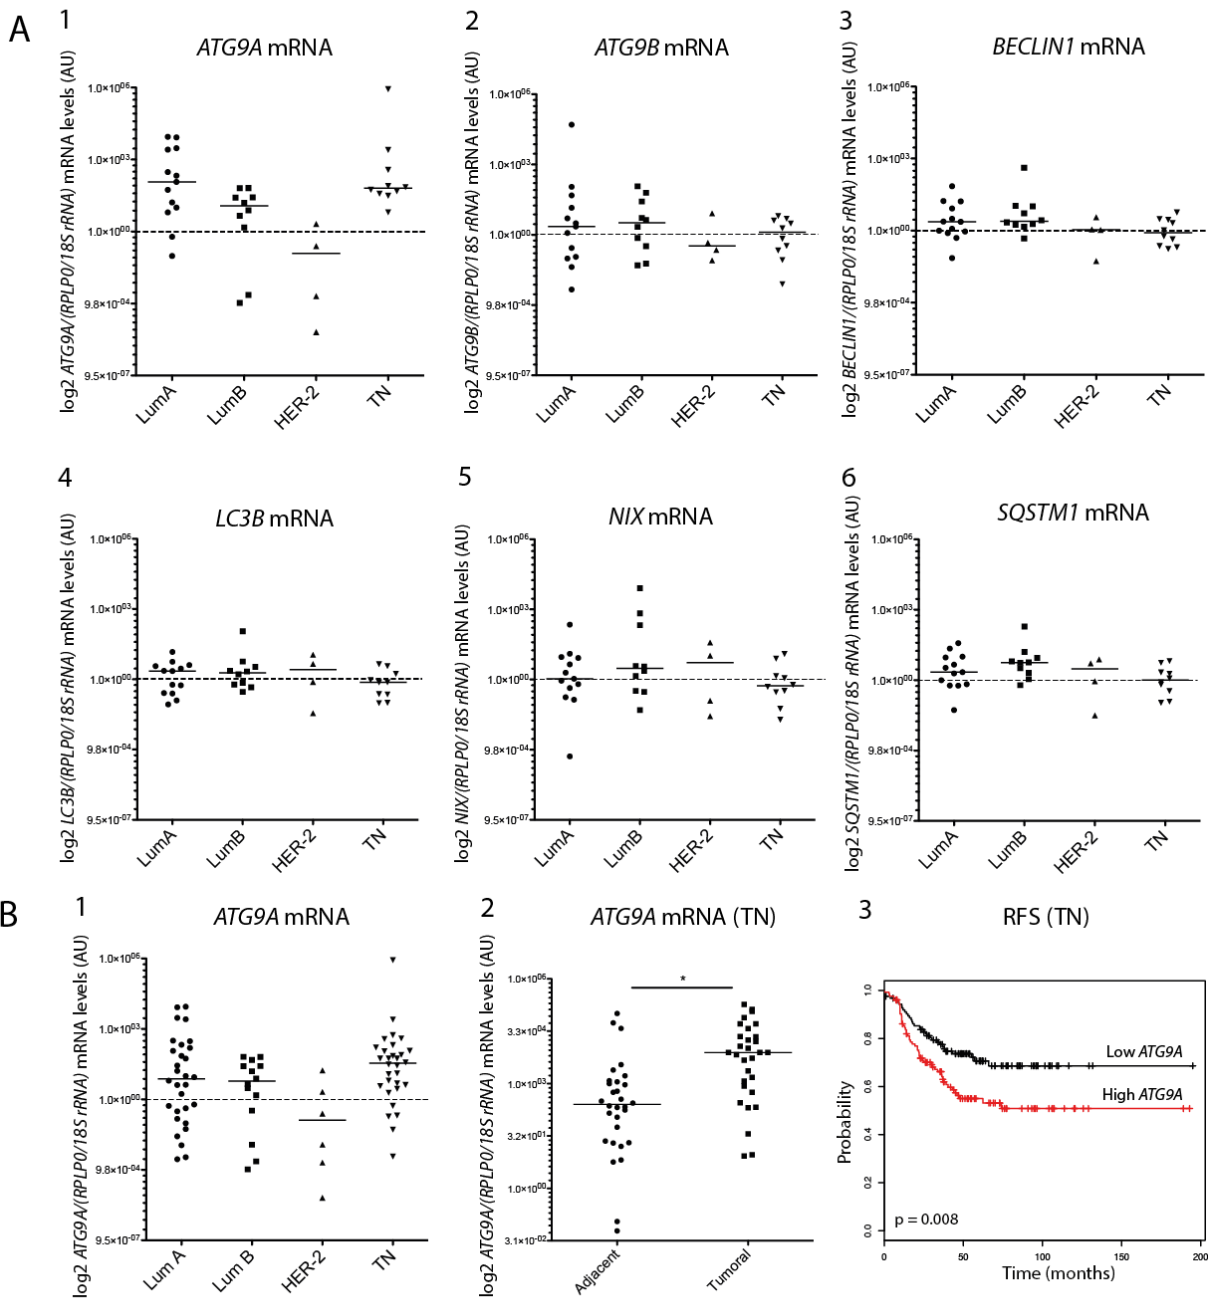 A
1
ATG9A mRNA
log2 ATG9A/(RPLP0/18S rRNA) mRNA levels (AU)
1.0×10^06
1.0×10^03
1.0×10^00
9.8×10^-04
9.5×10^-07
LumA
LumB
HER-2
TN
2
ATG9B mRNA
log2 ATG9B/(RPLP0/18S rRNA) mRNA levels (AU)
1.0×10^06
1.0×10^03
1.0×10^00
9.8×10^-04
9.5×10^-07
LumA
LumB
HER-2
TN
3
BECLIN1 mRNA
log2 BECLIN1/(RPLP0/18S rRNA) mRNA levels (AU)
1.0×10^06
1.0×10^03
1.0×10^00
9.8×10^-04
9.5×10^-07
LumA
LumB
HER-2
TN
4
LC3B mRNA
log2 LC3B/(RPLP0/18S rRNA) mRNA levels (AU)
1.0×10^06
1.0×10^03
1.0×10^00
9.8×10^-04
9.5×10^-07
LumA
LumB
HER-2
TN
5
NIX mRNA
log2 NIX/(RPLP0/18S rRNA) mRNA levels (AU)
1.0×10^06
1.0×10^03
1.0×10^00
9.8×10^-04
9.5×10^-07
LumA
LumB
HER-2
TN
6
SQSTM1 mRNA
log2 SQSTM1/(RPLP0/18S rRNA) mRNA levels (AU)
1.0×10^06
1.0×10^03
1.0×10^00
9.8×10^-04
9.5×10^-07
LumA
LumB
HER-2
TN
B
1
ATG9A mRNA
log2 ATG9A/(RPLP0/18S rRNA) mRNA levels (AU)
1.0×10^06
1.0×10^03
1.0×10^00
9.8×10^-04
9.5×10^-07
Lum A
Lum B
HER-2
TN
2
ATG9A mRNA (TN)
log2 ATG9A/(RPLP0/18S rRNA) mRNA levels (AU)
1.0×10^06
3.3×10^04
1.0×10^03
3.2×10^01
1.0×10^00
3.1×10^-02
*
Adjacent
Tumoral
3
RFS (TN)
Probability
1.0
0.8
0.6
0.4
0.2
0.0
Low ATG9A
High ATG9A
p = 0.008
0 50 100 150 200
Time (months)